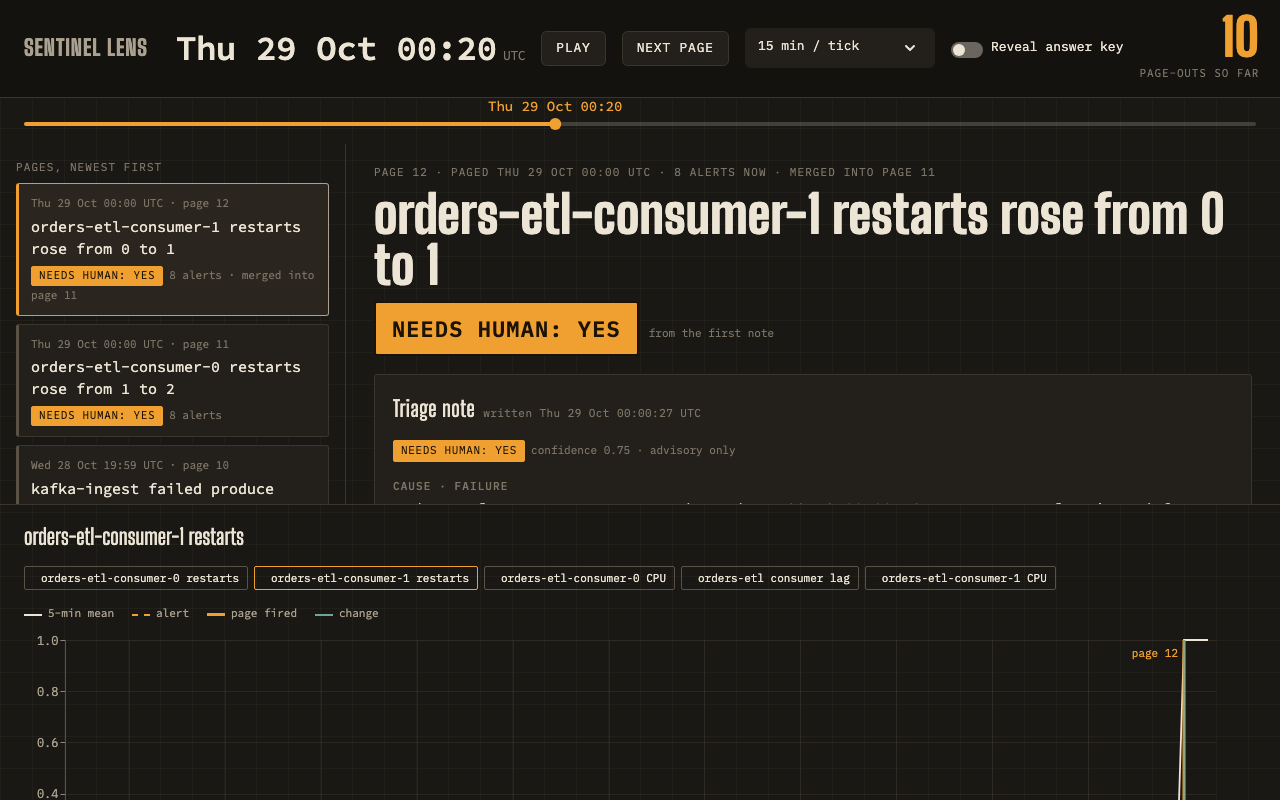 SENTINEL LENS
Thu 29 Oct 00:20 UTC
PLAY
NEXT PAGE
15 min / tick
Reveal answer key
10
PAGE-OUTS SO FAR
Thu 29 Oct 00:20
PAGES, NEWEST FIRST
Thu 29 Oct 00:00 UTC · page 12
orders-etl-consumer-1 restarts
rose from 0 to 1
NEEDS HUMAN: YES 8 alerts · merged into
page 11
Thu 29 Oct 00:00 UTC · page 11
orders-etl-consumer-0 restarts
rose from 1 to 2
NEEDS HUMAN: YES 8 alerts
Wed 28 Oct 19:59 UTC · page 10
kafka-ingest failed produce
PAGE 12 · PAGED THU 29 OCT 00:00 UTC · 8 ALERTS NOW · MERGED INTO PAGE 11
orders-etl-consumer-1 restarts rose from 0
to 1
NEEDS HUMAN: YES from the first note
Triage note written Thu 29 Oct 00:00:27 UTC
NEEDS HUMAN: YES confidence 0.75 · advisory only
CAUSE · FAILURE
orders-etl-consumer-1 restarts
orders-etl-consumer-0 restarts
orders-etl-consumer-1 restarts
orders-etl-consumer-0 CPU
orders-etl consumer lag
orders-etl-consumer-1 CPU
5-min mean
alert
page fired
change
1.0
page 12
0.8
0.6
0.4